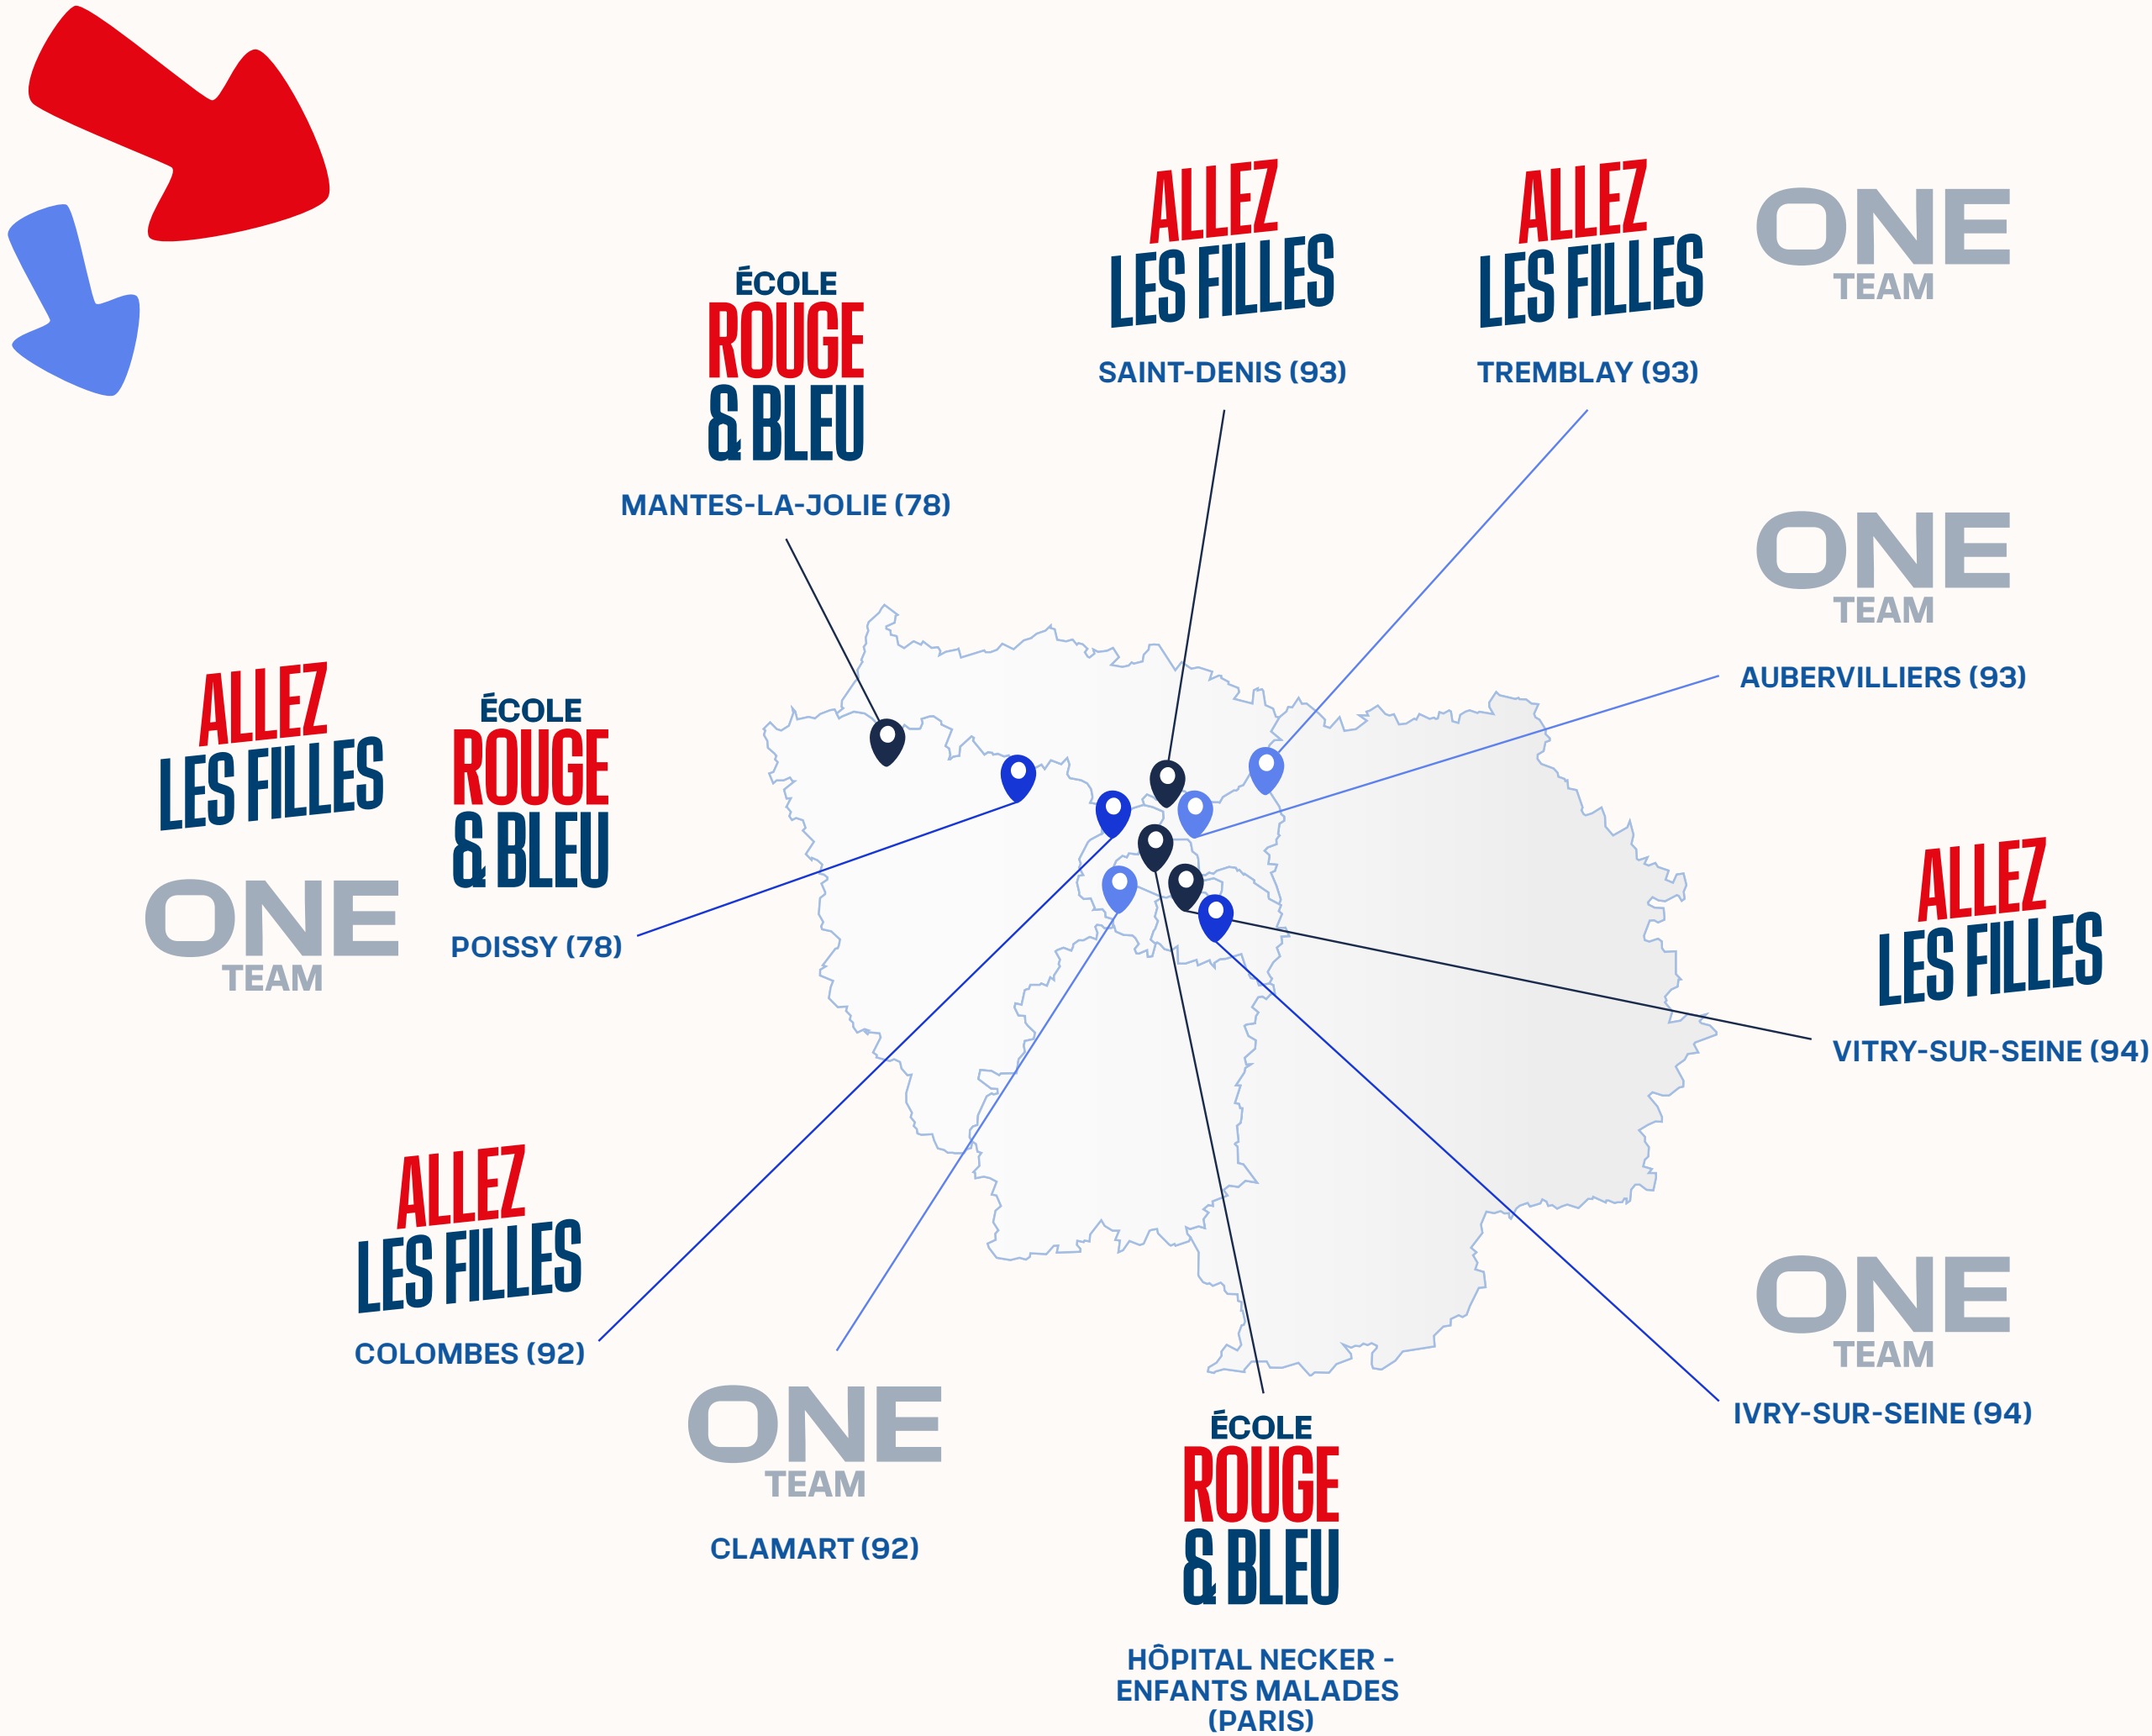 ALLEZ
LES FILLES
SAINT-DENIS (93)
ALLEZ
LES FILLES
TREMBLAY (93)
ONE
TEAM
ÉCOLE
ROUGE
& BLEU
MANTES-LA-JOLIE (78)
ONE
TEAM
AUBERVILLIERS (93)
ALLEZ
LES FILLES
ONE
TEAM
ÉCOLE
ROUGE
& BLEU
POISSY (78)
ALLEZ
LES FILLES
VITRY-SUR-SEINE (94)
ALLEZ
LES FILLES
COLOMBES (92)
ONE
TEAM
IVRY-SUR-SEINE (94)
ONE
TEAM
CLAMART (92)
ÉCOLE
ROUGE
& BLEU
HÔPITAL NECKER -
ENFANTS MALADES
(PARIS)